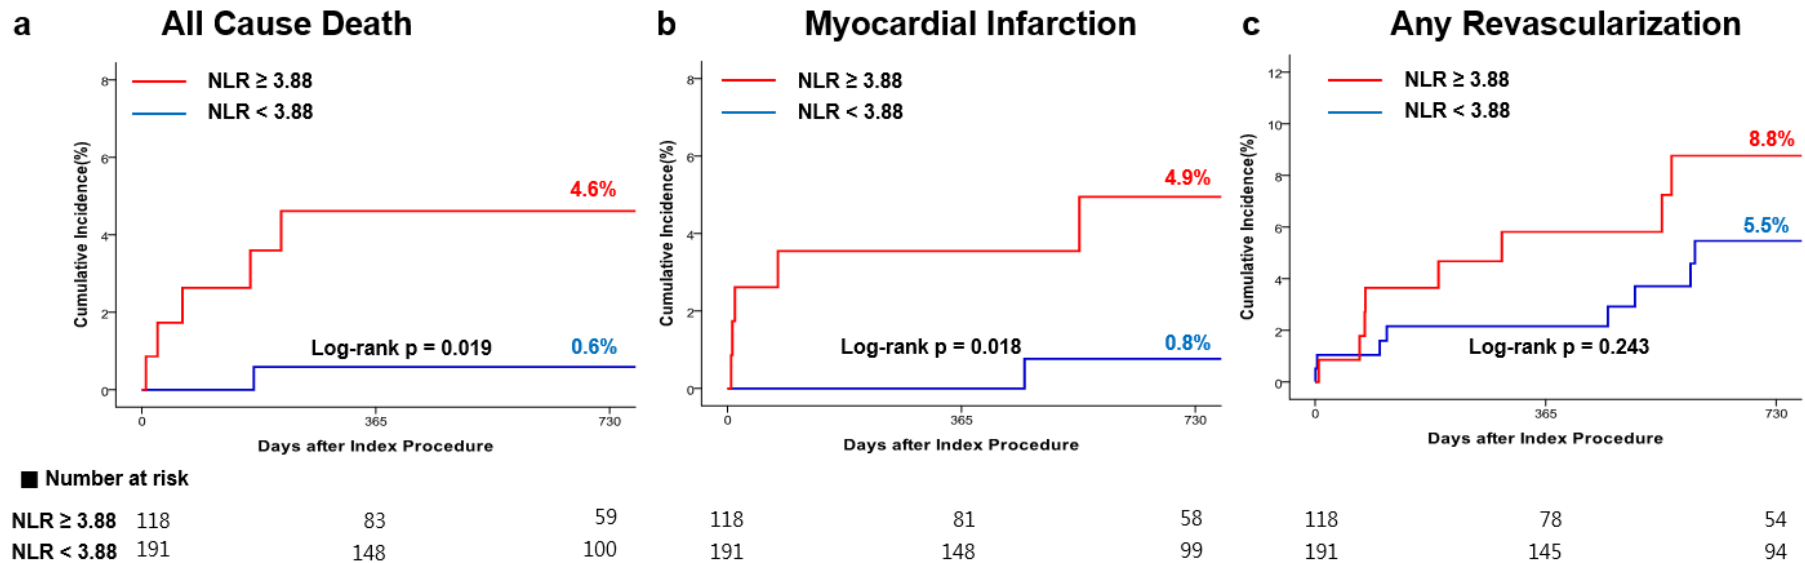 a All Cause Death
NLR ≥ 3.88
NLR < 3.88
8
6
4
2
0
Cumulative Incidence(%)
4.6%
Log-rank p = 0.019
0.6%
0 365 730
Days after Index Procedure
b Myocardial Infarction
NLR ≥ 3.88
NLR < 3.88
8
6
4
2
0
Cumulative Incidence(%)
4.9%
Log-rank p = 0.018
0.8%
0 365 730
Days after Index Procedure
c Any Revascularization
NLR ≥ 3.88
NLR < 3.88
12
10
8
6
4
2
0
Cumulative Incidence(%)
8.8%
5.5%
Log-rank p = 0.243
0 365 730
Days after Index Procedure
■ Number at risk
NLR ≥ 3.88 118 83 59 118 81 58 118 78 54
NLR < 3.88 191 148 100 191 148 99 191 145 94